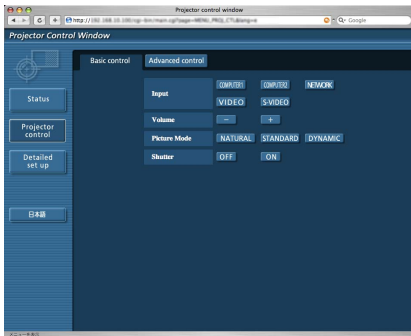 Projector control window
http://
Google
Projector Control Window
Basic control Advanced control
Status
Projector control
Detailed set up
日本語
Input COMPUTER1 COMPUTER2 NETWORK
VIDEO S-VIDEO
Volume - +
Picture Mode NATURAL STANDARD DYNAMIC
Shutter OFF ON